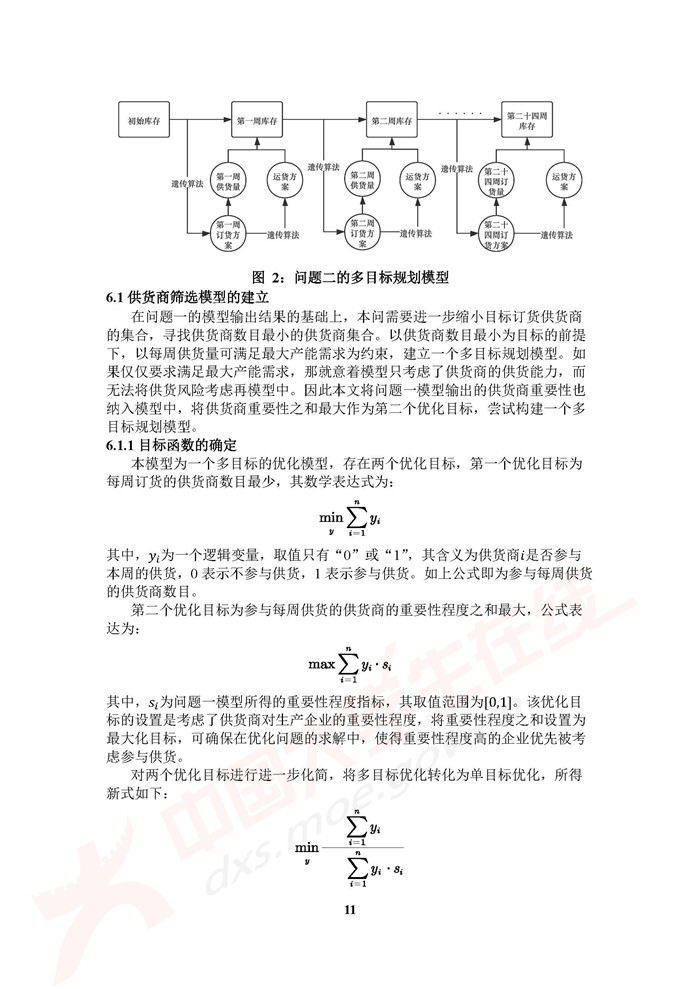 初始库存
第一周库存
第二周库存
······
第二十四周
库存
遗传算法
第一周
供货量
运货方
案
遗传算法
第二周
供货量
运货方
案
遗传算法
第二十
四周订
货量
运货方
案
第一周
订货方
案
遗传算法
第二周
订货方
案
遗传算法
第二十
四周订
货方案
遗传算法
图 2：问题二的多目标规划模型
6.1 供货商筛选模型的建立
在问题一的模型输出结果的基础上，本问需要进一步缩小目标订货供货商
的集合，寻找供货商数目最小的供货商集合。以供货商数目最小为目标的前提
下，以每周供货量可满足最大产能需求为约束，建立一个多目标规划模型。如
果仅仅要求满足最大产能需求，那就意着模型只考虑了供货商的供货能力，而
无法将供货风险考虑再模型中。因此本文将问题一模型输出的供货商重要性也
纳入模型中，将供货商重要性之和最大作为第二个优化目标，尝试构建一个多
目标规划模型。
6.1.1 目标函数的确定
本模型为一个多目标的优化模型，存在两个优化目标，第一个优化目标为
每周订货的供货商数目最少，其数学表达式为：
min_y ∑_{i=1}^{n} y_i
其中，y_i为一个逻辑变量，取值只有“0”或“1”，其含义为供货商i是否参与
本周的供货，0 表示不参与供货，1 表示参与供货。如上公式即为参与每周供货
的供货商数目。
第二个优化目标为参与每周供货的供货商的重要性程度之和最大，公式表
达为：
max ∑_{i=1}^{n} y_i · s_i
其中，s_i为问题一模型所得的重要性程度指标，其取值范围为[0,1]。该优化目
标的设置是考虑了供货商对生产企业的重要性程度，将重要性程度之和设置为
最大化目标，可确保在优化问题的求解中，使得重要性程度高的企业优先被考
虑参与供货。
对两个优化目标进行进一步化简，将多目标优化转化为单目标优化，所得
新式如下：
min_y ∑_{i=1}^{n} y_i / ∑_{i=1}^{n} y_i · s_i
11
中国大学生在线
dxs.moe.gov.cn